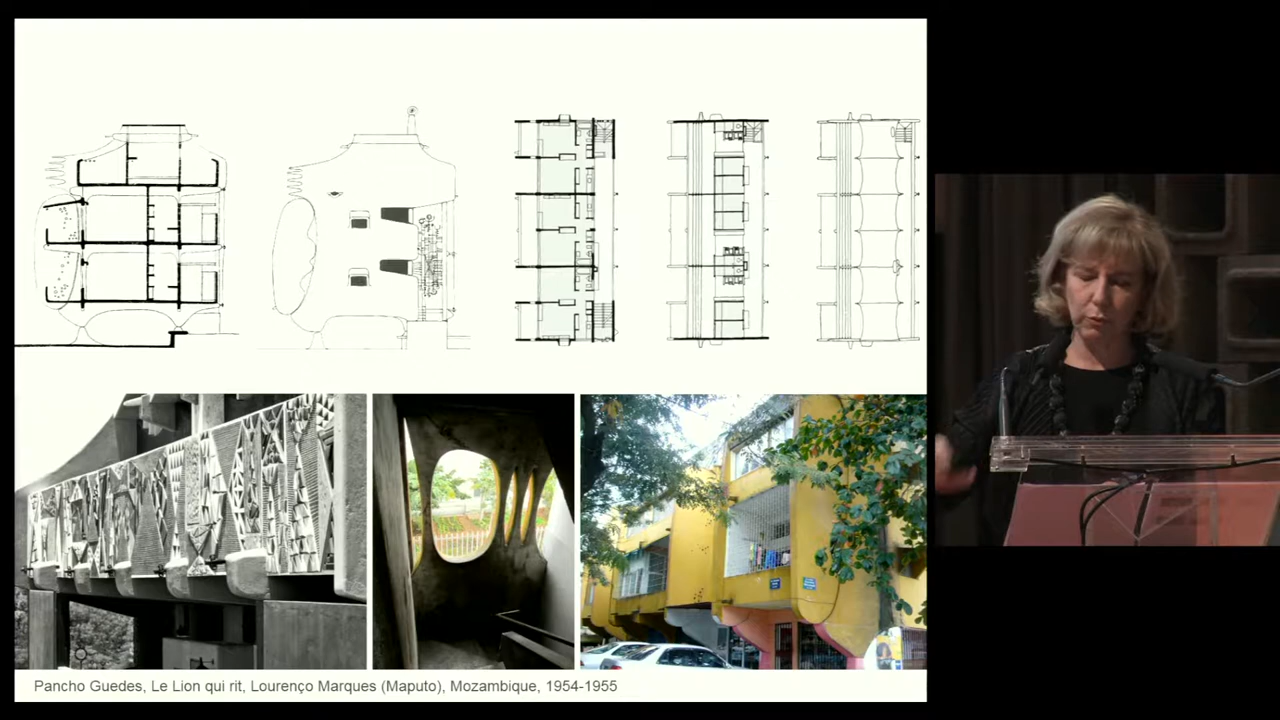 Pancho Guedes, Le Lion qui rit, Lourenço Marques (Maputo), Mozambique, 1954-1955